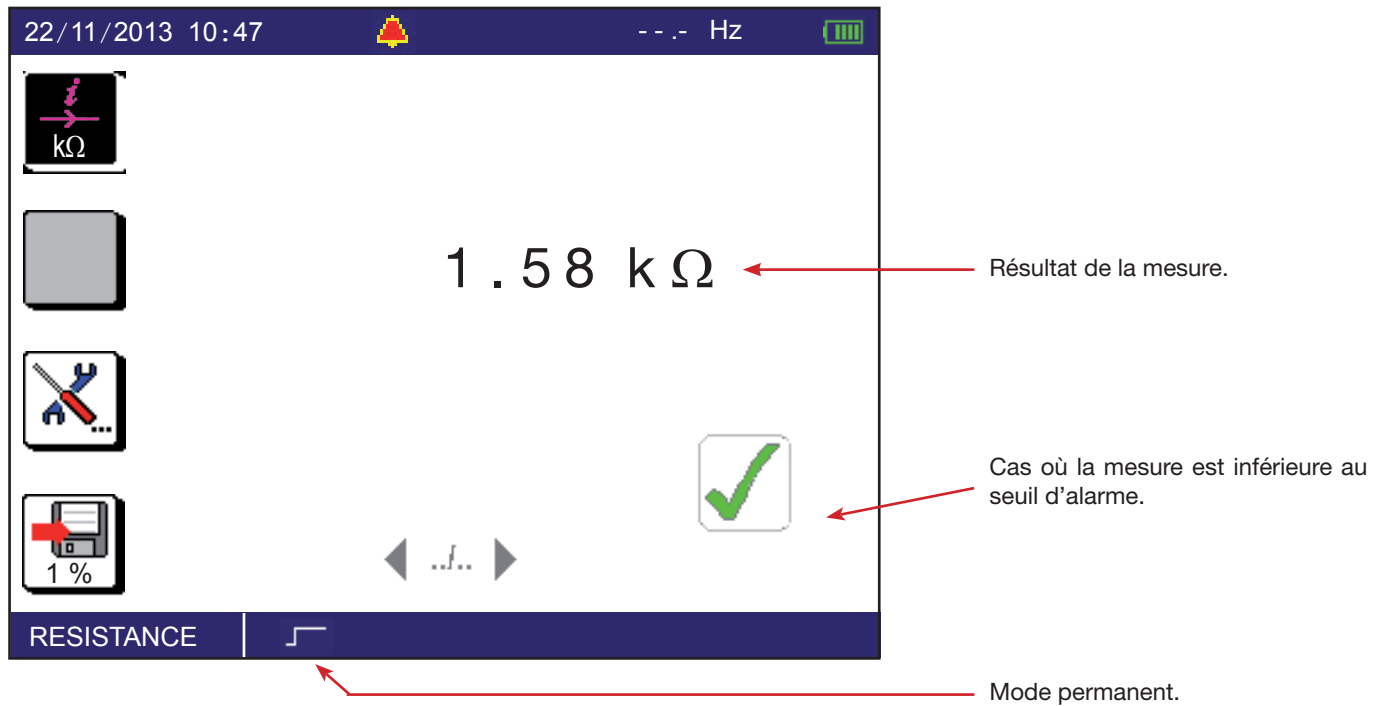 22/11/2013 10:47 --.- Hz
i
kΩ
1.58 kΩ
Résultat de la mesure.
Cas où la mesure est inférieure au
seuil d'alarme.
1 %
../..
RESISTANCE
Mode permanent.